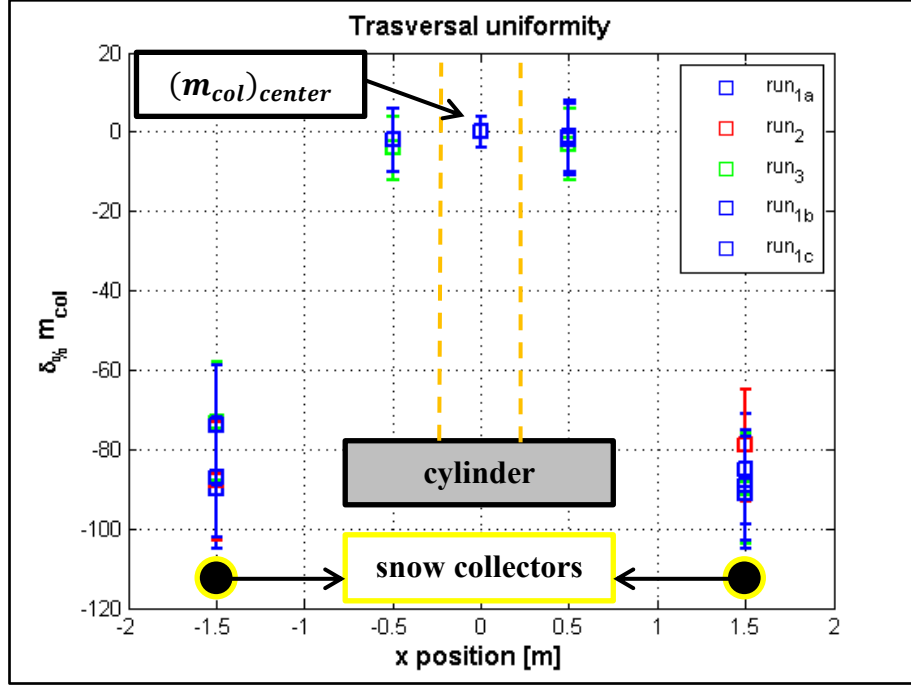 Trasversal uniformity
(m_col)_center
run_1a
run_2
run_3
run_1b
run_1c
20
0
-20
-40
-60
-80
-100
-120
δ_% m_col
cylinder
snow collectors
-2 -1.5 -1 -0.5 0 0.5 1 1.5 2
x position [m]